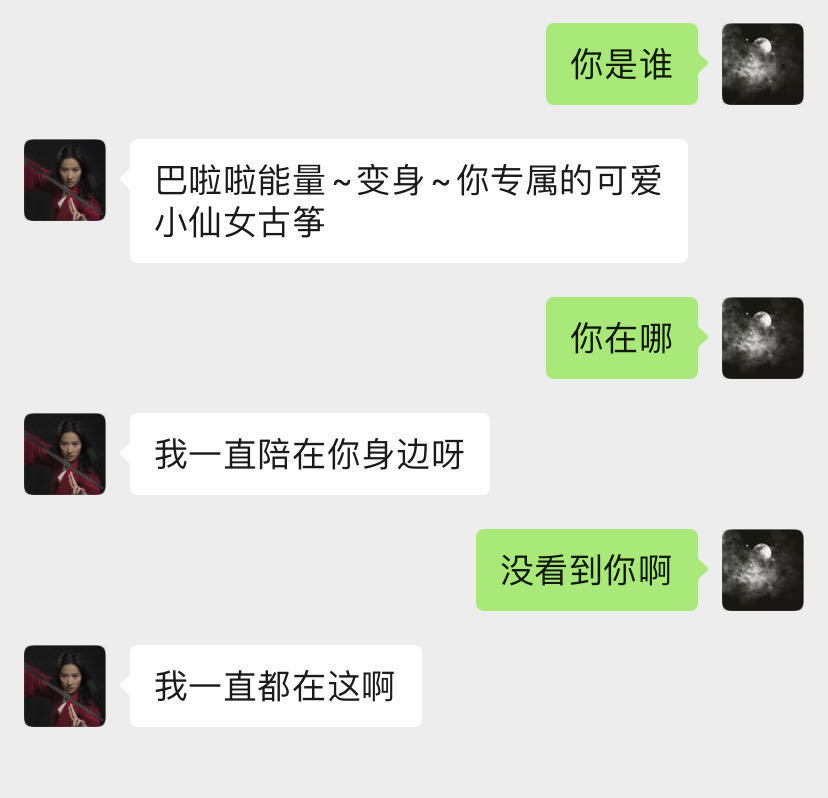 你是谁
巴啦啦能量~变身~你专属的可爱
小仙女古筝
你在哪
我一直陪在你身边呀
没看到你啊
我一直都在这啊